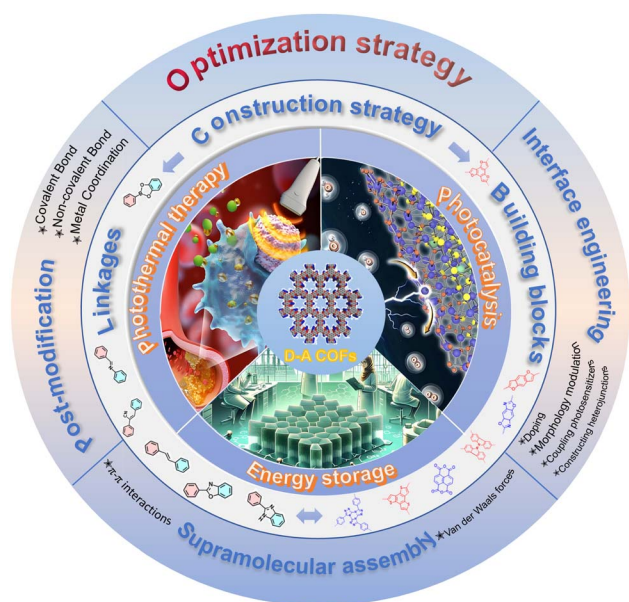 Optimization strategy
Construction strategy
Photothermal therapy
Photocatalysis
Energy storage
D-A COFs
Linkages
Building blocks
Post-modification
★Covalent Bond
★Non-covalent Bond
★Metal Coordination
Interface engineering
★Doping
★Morphology modulation
★Coupling photosensitizers
★Constructing heterojunctions
Supramolecular assembly
★π-π interactions
★Van der Waals forces